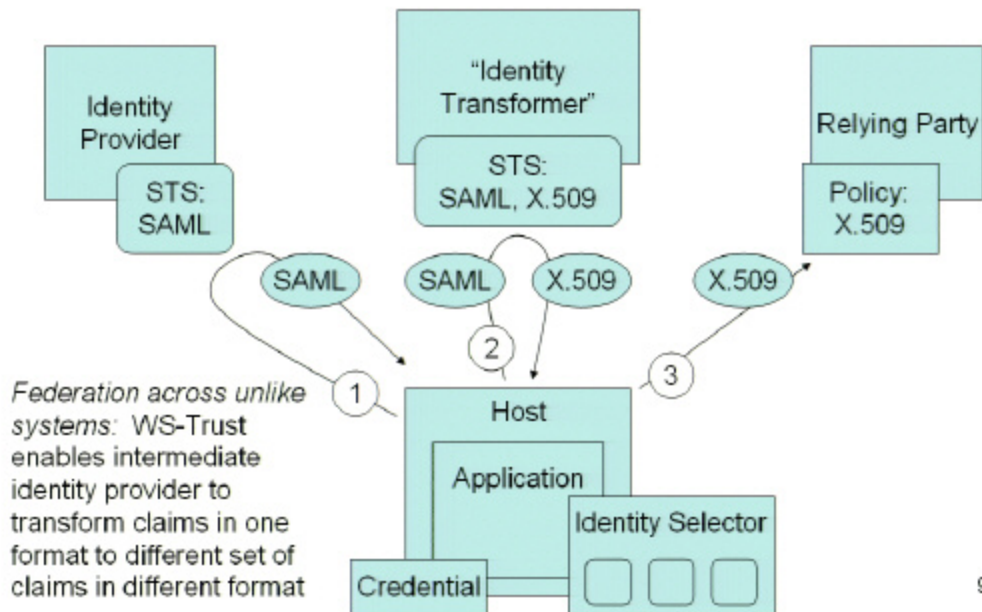 Identity
Provider
STS:
SAML
“Identity
Transformer”
STS:
SAML, X.509
Relying Party
Policy:
X.509
SAML
SAML
X.509
X.509
1
2
3
Federation across unlike
systems: WS-Trust
enables intermediate
identity provider to
transform claims in one
format to different set of
claims in different format
Host
Application
Identity Selector
Credential
9